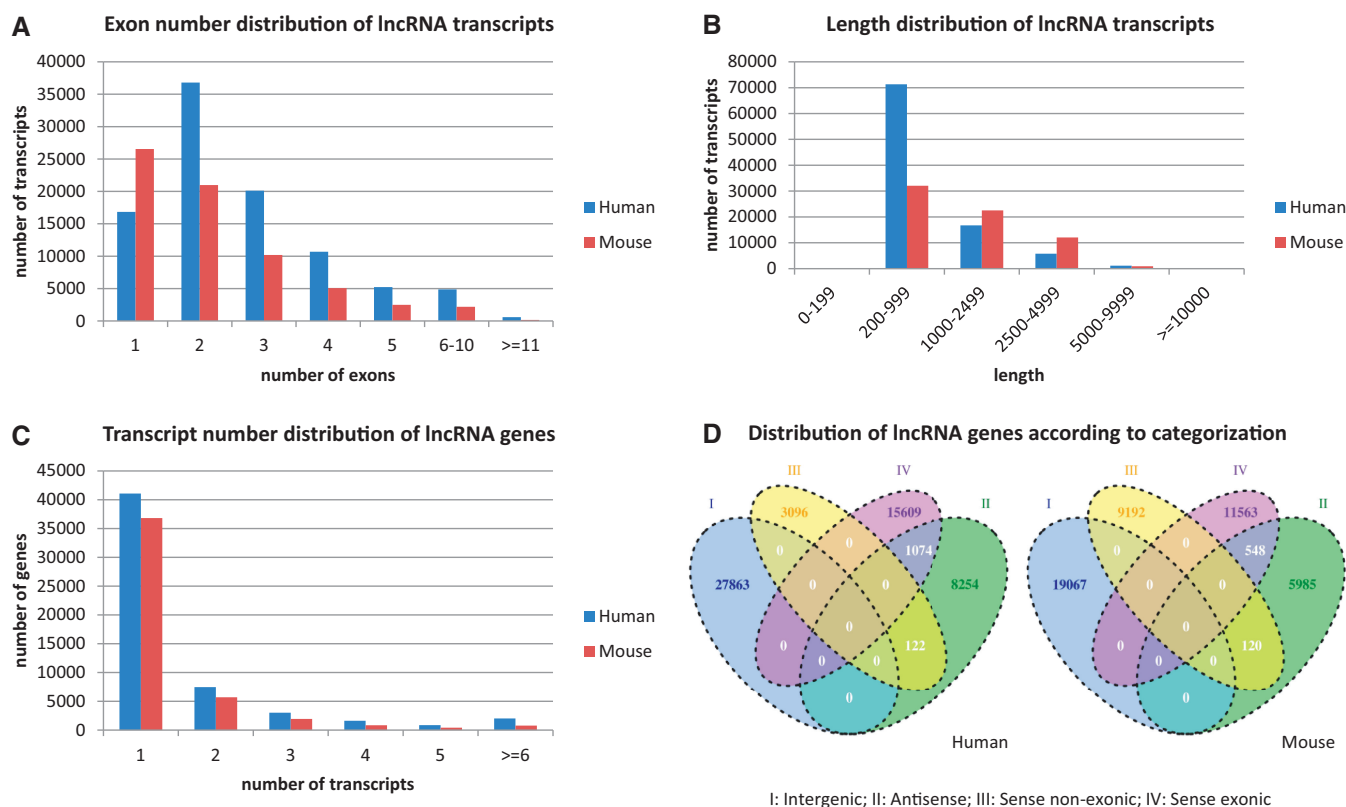 A Exon number distribution of lncRNA transcripts
number of transcripts
40000
35000
30000
25000
20000
15000
10000
5000
0
1 2 3 4 5 6-10 >=11
number of exons
Human
Mouse
B Length distribution of lncRNA transcripts
number of transcripts
80000
70000
60000
50000
40000
30000
20000
10000
0
0-199 200-999 1000-2499 2500-4999 5000-9999 >=10000
length
Human
Mouse
C Transcript number distribution of lncRNA genes
number of genes
45000
40000
35000
30000
25000
20000
15000
10000
5000
0
1 2 3 4 5 >=6
number of transcripts
Human
Mouse
D Distribution of lncRNA genes according to categorization
III IV
I II
3096 15609
0 0 1074
27863 0 0 8254
0
0 0 0 122
0
Human
III IV
I II
9192 11563
0 0 548
19067 0 0 5985
0
0 0 0 120
0
Mouse
I: Intergenic; II: Antisense; III: Sense non-exonic; IV: Sense exonic